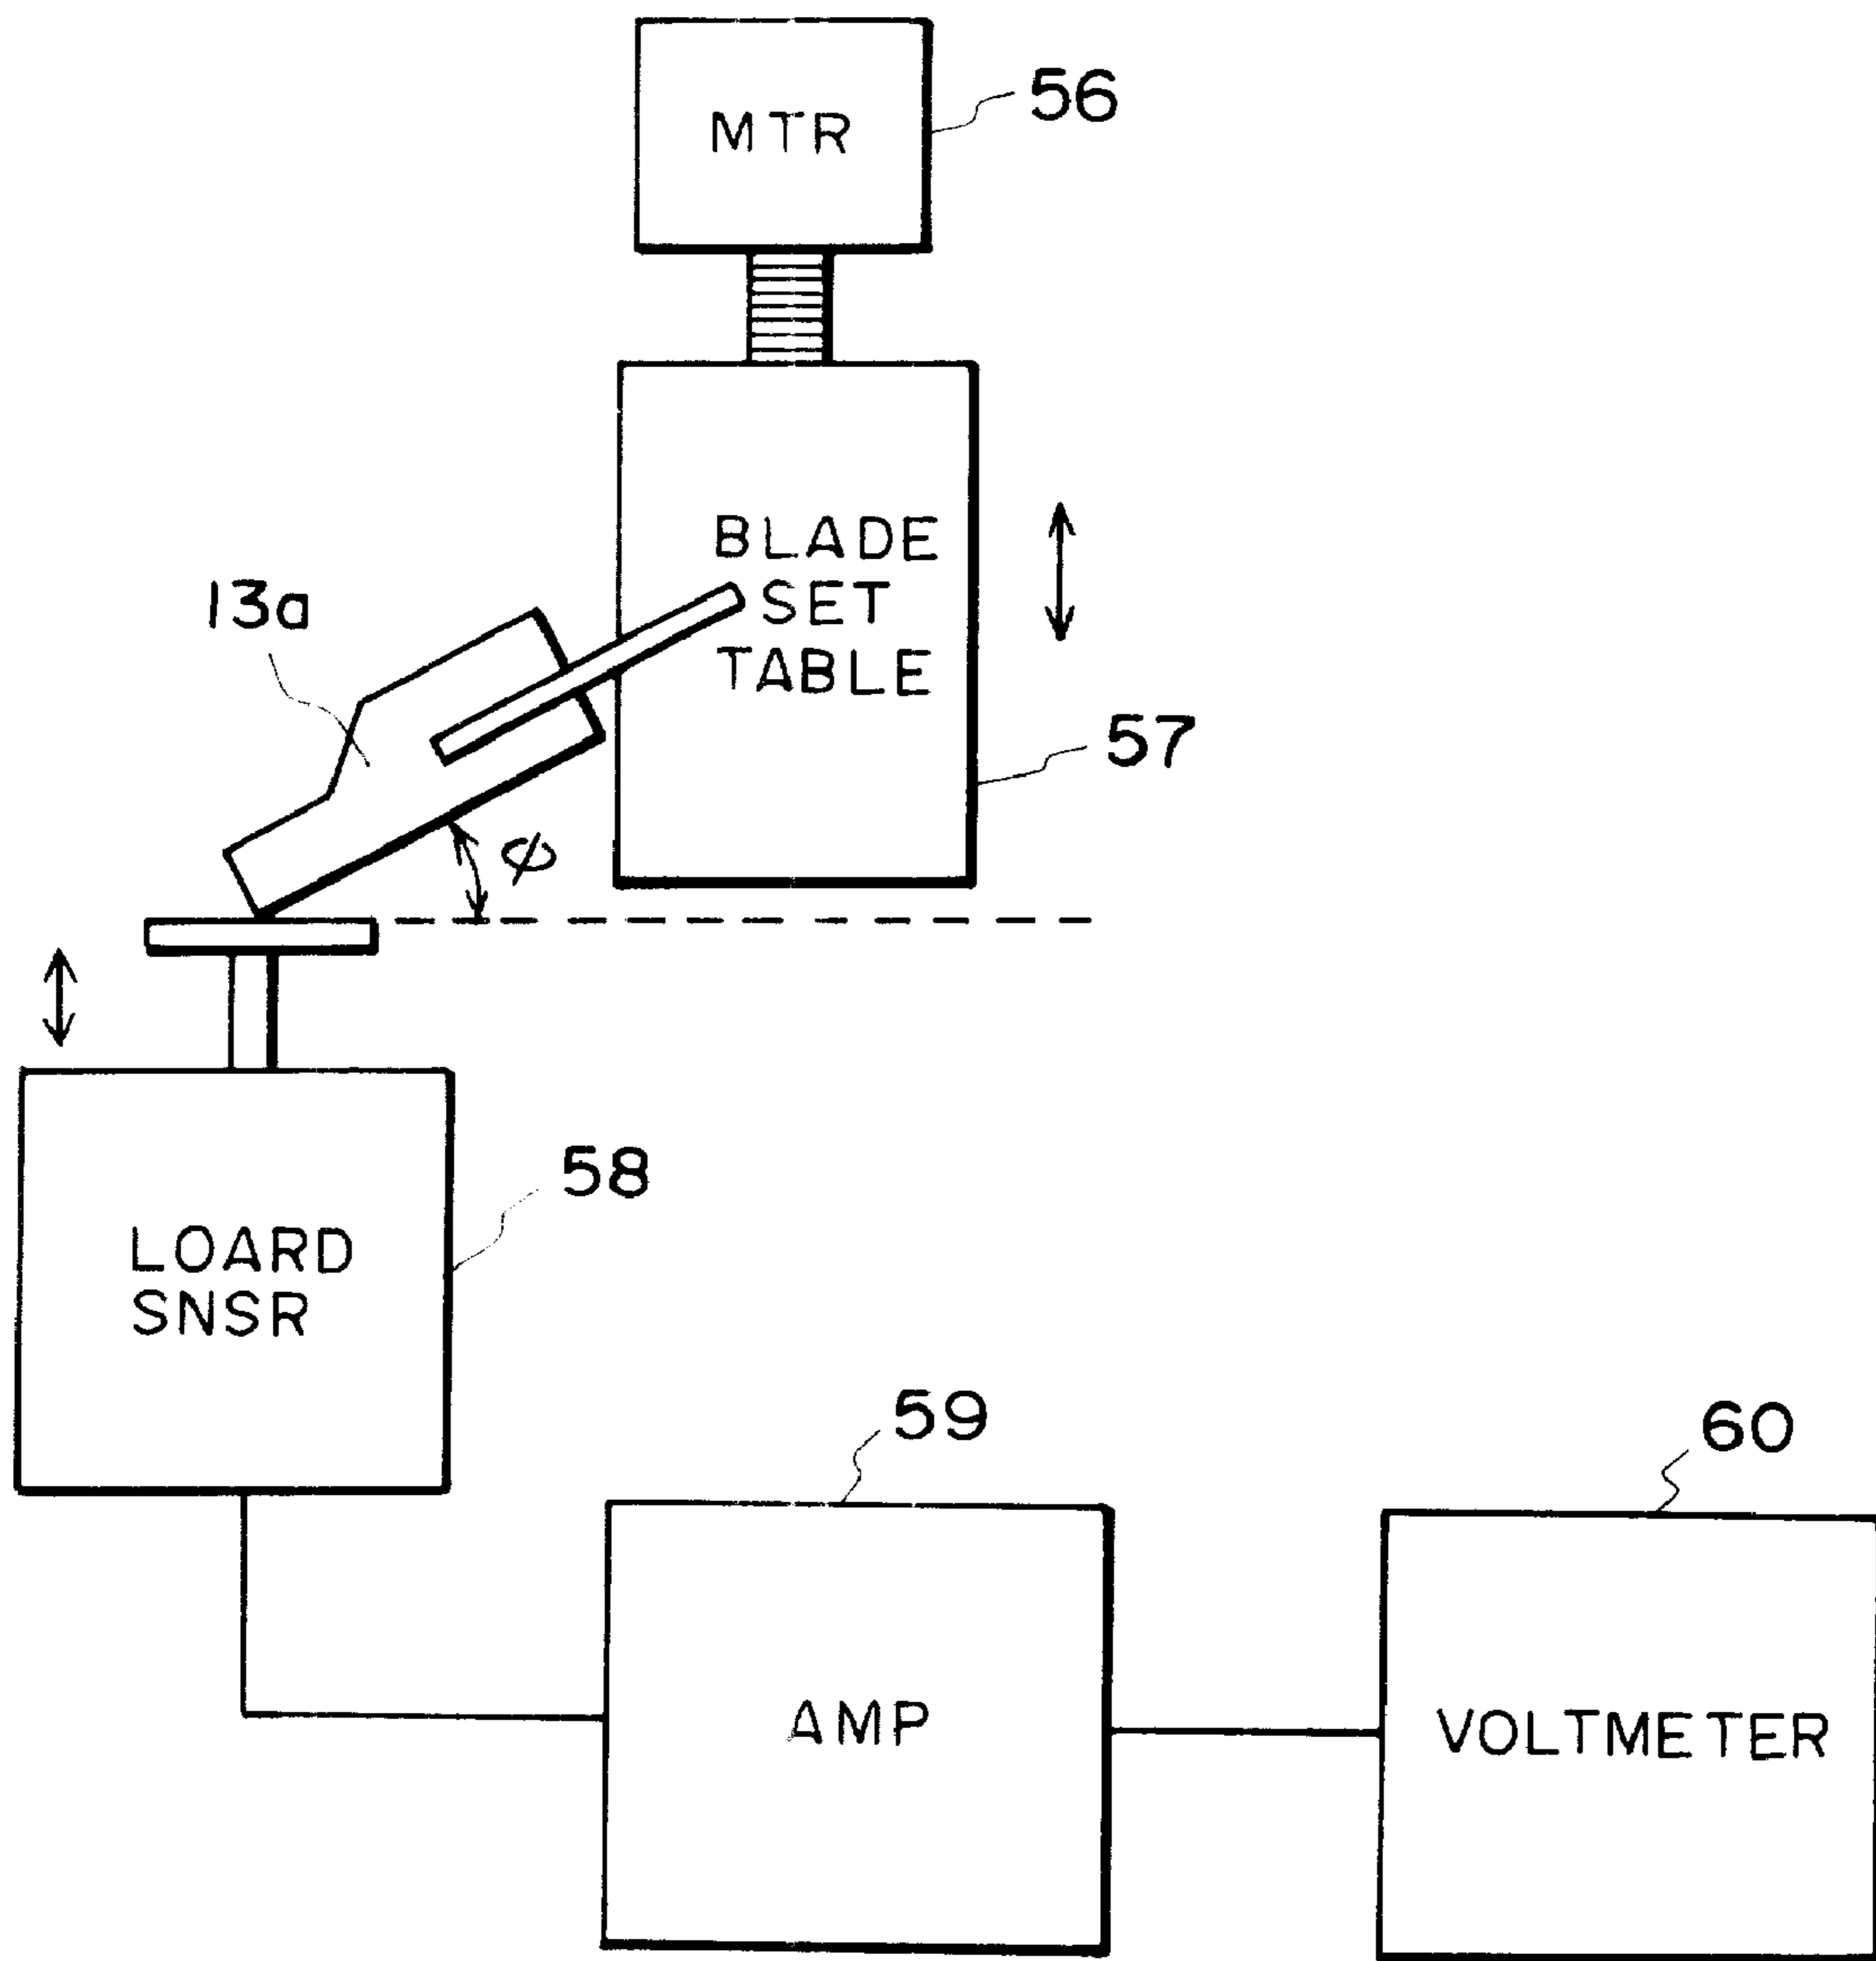 MTR
56
BLADE
SET
TABLE
13a
57
φ
58
LOARD
SNSR
59
60
AMP
VOLTMETER